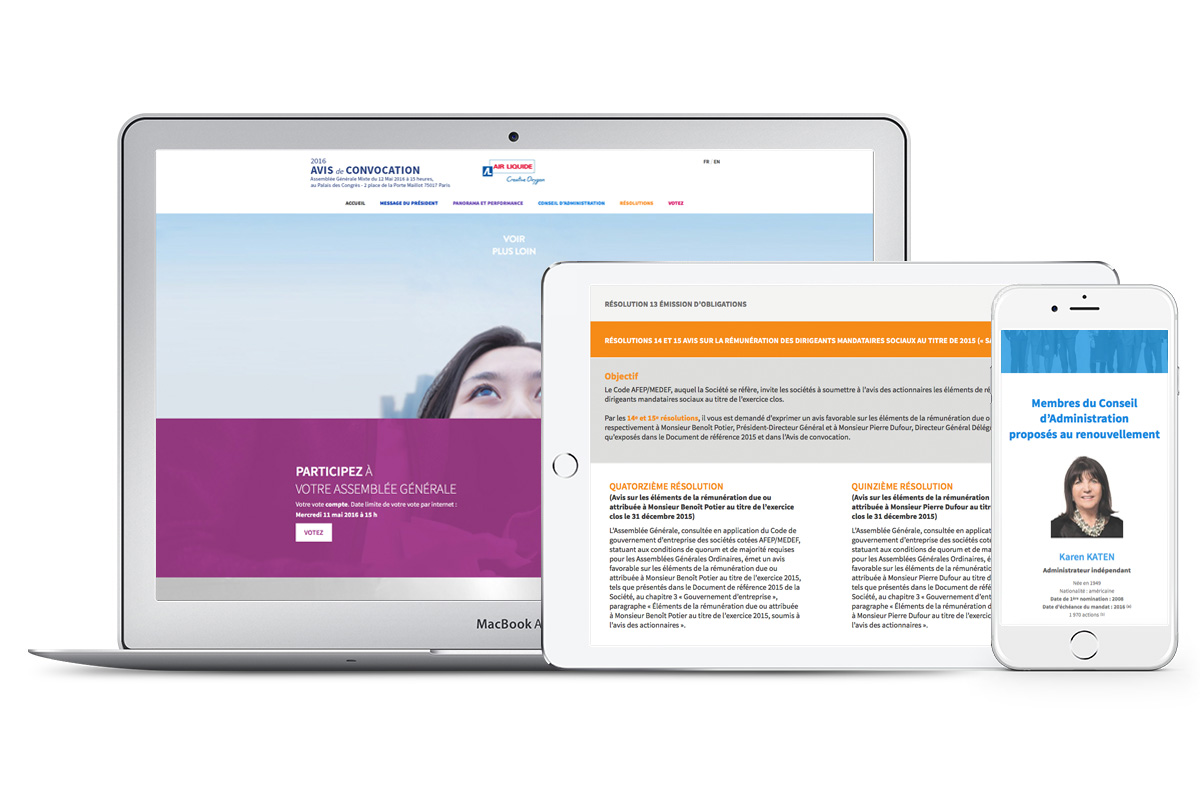 2016
AVIS de CONVOCATION
Assemblée Générale Mixte du 12 Mai 2016 à 15 heures,
au Palais des Congrès - 2 place de la Porte Maillot 75017 Paris
AIR LIQUIDE
Creative Oxygen
FR / EN
ACCUEIL MESSAGE DU PRÉSIDENT PANORAMA ET PERFORMANCE CONSEIL D'ADMINISTRATION RÉSOLUTIONS VOTEZ
VOIR
PLUS LOIN
PARTICIPEZ À
VOTRE ASSEMBLÉE GÉNÉRALE
Votre vote compte. Date limite de votre vote par internet :
Mercredi 11 mai 2016 à 15 h
VOTEZ
MacBook A
RÉSOLUTION 13 ÉMISSION D'OBLIGATIONS
RÉSOLUTIONS 14 ET 15 AVIS SUR LA RÉMUNÉRATION DES DIRIGEANTS MANDATAIRES SOCIAUX AU TITRE DE 2015 (« SA
Objectif
Le Code AFEP/MEDEF, auquel la Société se réfère, invite les sociétés à soumettre à l'avis des actionnaires les éléments de ré
dirigeants mandataires sociaux au titre de l'exercice clos.
Par les 14e et 15e résolutions, il vous est demandé d'exprimer un avis favorable sur les éléments de la rémunération due o
respectivement à Monsieur Benoît Potier, Président-Directeur Général et à Monsieur Pierre Dufour, Directeur Général Délég
qu'exposés dans le Document de référence 2015 et dans l'Avis de convocation.
QUATORZIÈME RÉSOLUTION
(Avis sur les éléments de la rémunération due ou
attribuée à Monsieur Benoît Potier au titre de l'exercice
clos le 31 décembre 2015)
L'Assemblée Générale, consultée en application du Code de
gouvernement d'entreprise des sociétés cotées AFEP/MEDEF,
statuant aux conditions de quorum et de majorité requises
pour les Assemblées Générales Ordinaires, émet un avis
favorable sur les éléments de la rémunération due ou
attribuée à Monsieur Benoît Potier au titre de l'exercice 2015,
tels que présentés dans le Document de référence 2015 de la
Société, au chapitre 3 « Gouvernement d'entreprise »,
paragraphe « Éléments de la rémunération due ou attribuée
à Monsieur Benoît Potier au titre de l'exercice 2015, soumis à
l'avis des actionnaires ».
QUINZIÈME RÉSOLUTION
(Avis sur les éléments de la rémunération
attribuée à Monsieur Pierre Dufour au titre
clos le 31 décembre 2015)
L'Assemblée Générale, consultée en applic
gouvernement d'entreprise des sociétés cot
statuant aux conditions de quorum et de ma
pour les Assemblées Générales Ordinaires,
favorable sur les éléments de la rémunérati
attribuée à Monsieur Pierre Dufour au titre
tels que présentés dans le Document de réf
Société, au chapitre 3 « Gouvernement d'en
paragraphe « Éléments de la rémunération d
à Monsieur Pierre Dufour au titre de l'exerc
l'avis des actionnaires ».
Membres du Conseil
d'Administration
proposés au renouvellement
Karen KATEN
Administrateur indépendant
Née en 1949
Nationalité : américaine
Date de 1ère nomination : 2008
Date d'échéance du mandat : 2016 (a)
1 970 actions